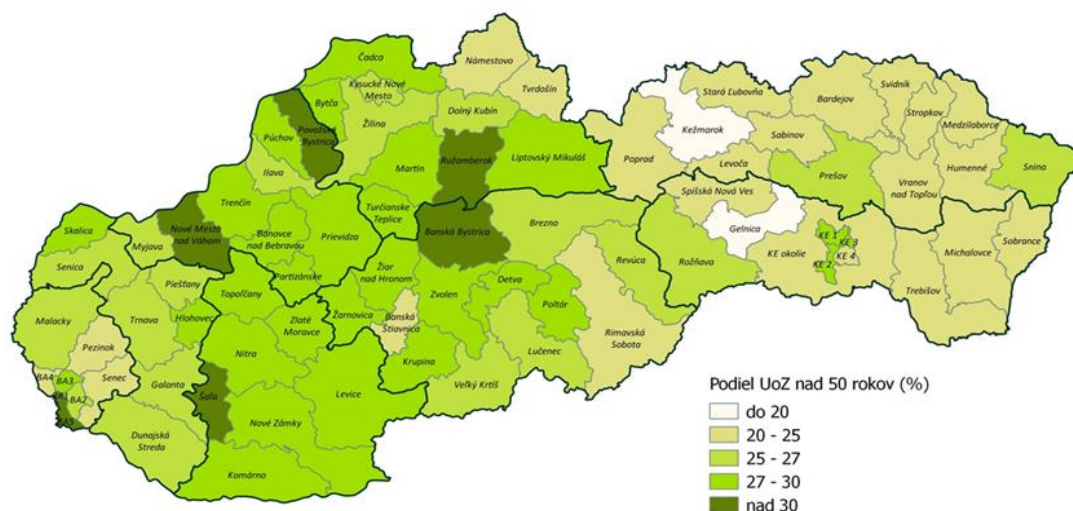 Čadca
Námestovo
Kysucké Nové
Mesto
Tvrdošín
Bytča
Dolný Kubín
Považská
Bystrica
Žilina
Púchov
Ilava
Martin
Ružomberok
Liptovský Mikuláš
Stará Ľubovňa
Svidník
Bardejov
Stropkov
Medzilaborce
Kežmarok
Sabinov
Poprad
Levoča
Prešov
Humenné
Snina
Vranov
nad Topľou
Spišská Nová Ves
Gelnica
Trenčín
Turčianske
Teplice
Skalica
Nové Mesto
nad Váhom
Bánovce
nad Bebravou
Prievidza
Banská Bystrica
Brezno
Myjava
Senica
Partizánske
Žiar
nad Hronom
Revúca
Rožňava
KE 1
KE 3
KE 2
KE 4
KE okolie
Michalovce
Sobrance
Trebišov
Piešťany
Topoľčany
Detva
Zvolen
Poltár
Malacky
Trnava
Hlohovec
Zlaté
Moravce
Žarnovica
Banská
Štiavnica
Rimavská
Sobota
Pezinok
Nitra
Krupina
Lučenec
BA4
BA3
Senec
Galanta
Šaľa
Levice
Veľký Krtíš
BA1
BA2
BA5
Dunajská
Streda
Nové Zámky
Komárno
Podiel UoZ nad 50 rokov (%)
do 20
20 - 25
25 - 27
27 - 30
nad 30